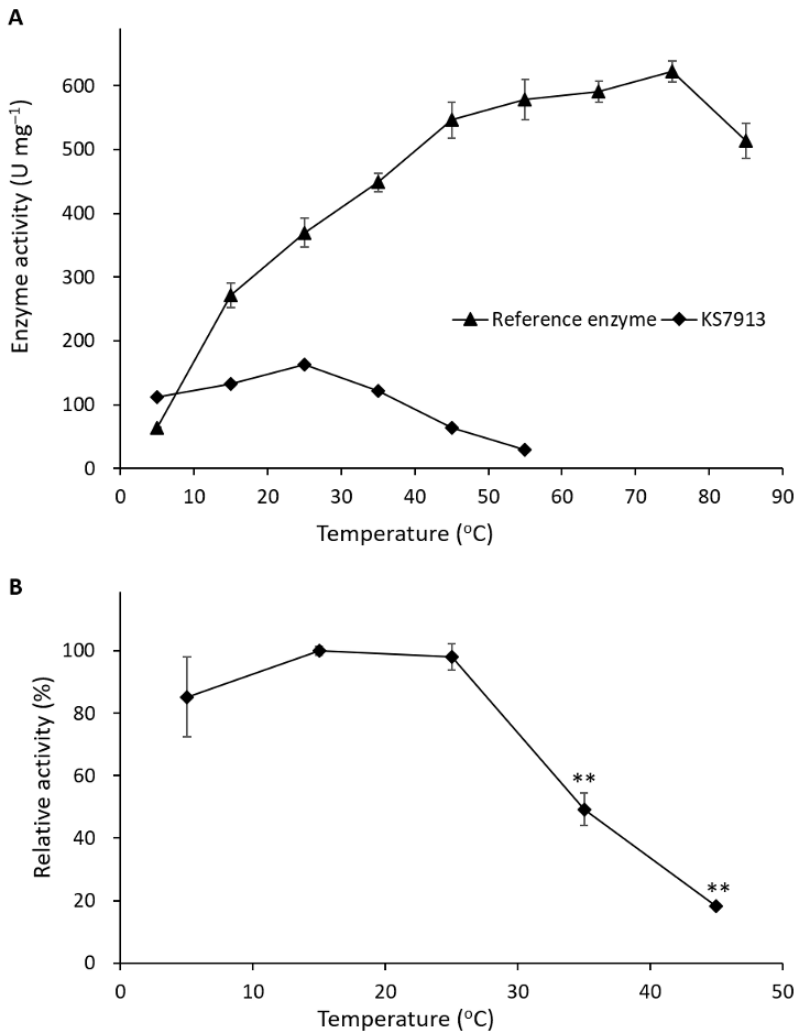 A
Enzyme activity (U mg⁻¹)
600
500
400
300
200
100
0
Reference enzyme KS7913
0 10 20 30 40 50 60 70 80 90
Temperature (°C)
B
Relative activity (%)
100
80
60
40
20
0
**
**
0 10 20 30 40 50
Temperature (°C)